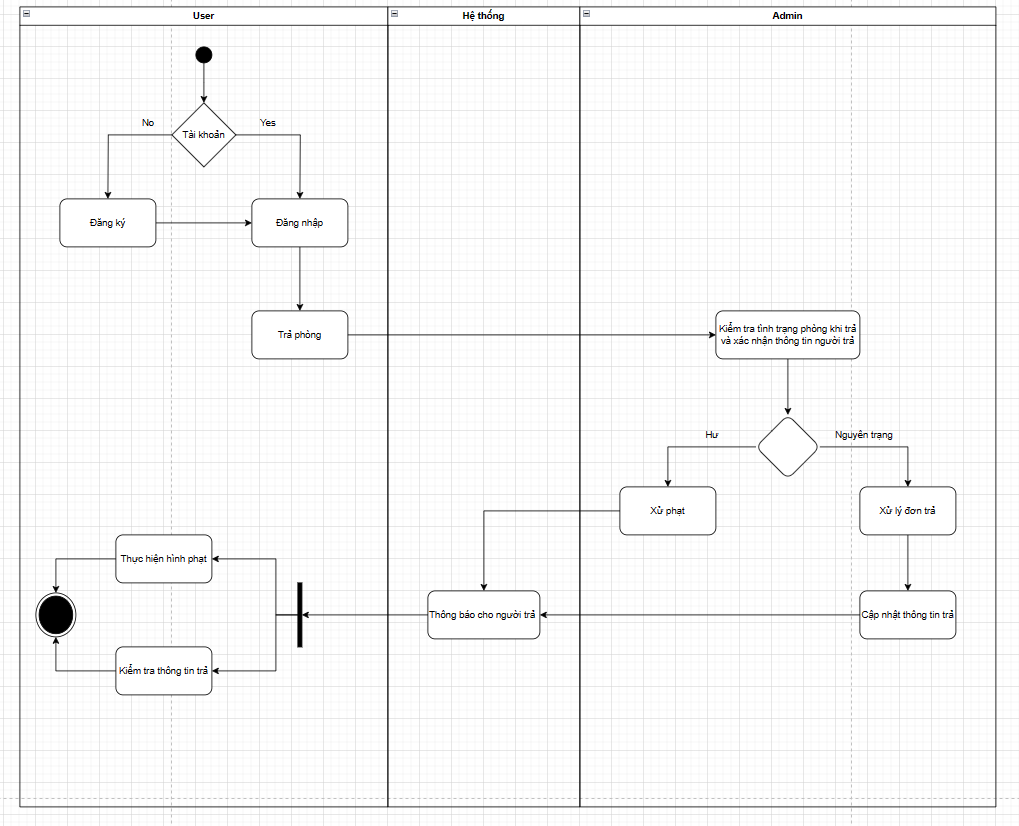 User
Hệ thống
Admin
No
Yes
Tài khoản
Đăng ký
Đăng nhập
Trả phòng
Kiểm tra tình trạng phòng khi trả
và xác nhận thông tin người trả
Hư
Nguyên trạng
Xử phạt
Xử lý đơn trả
Thực hiện hình phạt
Thông báo cho người trả
Cập nhật thông tin trả
Kiểm tra thông tin trả